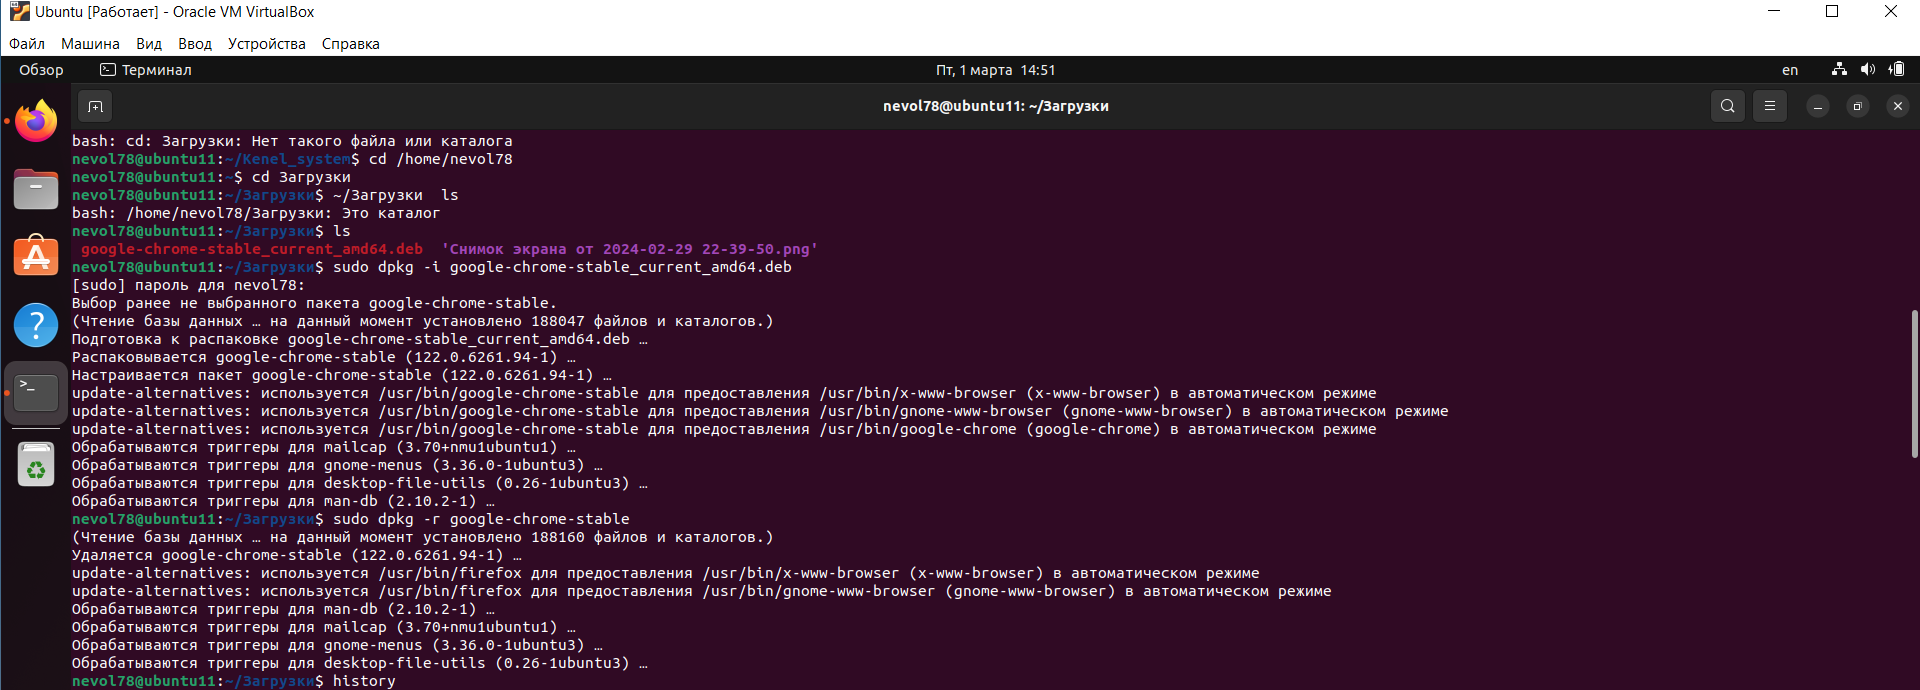 Ubuntu [Работает] - Oracle VM VirtualBox
Файл Машина Вид Ввод Устройства Справка
Обзор Терминал Пт, 1 марта 14:51 en
nevol78@ubuntu11: ~/Загрузки
bash: cd: Загрузки: Нет такого файла или каталога
nevol78@ubuntu11:~/Kenel_system$ cd /home/nevol78
nevol78@ubuntu11:~$ cd Загрузки
nevol78@ubuntu11:~/Загрузки$ ~/Загрузки  ls
bash: /home/nevol78/Загрузки: Это каталог
nevol78@ubuntu11:~/Загрузки$ ls
google-chrome-stable_current_amd64.deb  'Снимок экрана от 2024-02-29 22-39-50.png'
nevol78@ubuntu11:~/Загрузки$ sudo dpkg -i google-chrome-stable_current_amd64.deb
[sudo] пароль для nevol78:
Выбор ранее не выбранного пакета google-chrome-stable.
(Чтение базы данных … на данный момент установлено 188047 файлов и каталогов.)
Подготовка к распаковке google-chrome-stable_current_amd64.deb …
Распаковывается google-chrome-stable (122.0.6261.94-1) …
Настраивается пакет google-chrome-stable (122.0.6261.94-1) …
update-alternatives: используется /usr/bin/google-chrome-stable для предоставления /usr/bin/x-www-browser (x-www-browser) в автоматическом режиме
update-alternatives: используется /usr/bin/google-chrome-stable для предоставления /usr/bin/gnome-www-browser (gnome-www-browser) в автоматическом режиме
update-alternatives: используется /usr/bin/google-chrome-stable для предоставления /usr/bin/google-chrome (google-chrome) в автоматическом режиме
Обрабатываются триггеры для mailcap (3.70+nmu1ubuntu1) …
Обрабатываются триггеры для gnome-menus (3.36.0-1ubuntu3) …
Обрабатываются триггеры для desktop-file-utils (0.26-1ubuntu3) …
Обрабатываются триггеры для man-db (2.10.2-1) …
nevol78@ubuntu11:~/Загрузки$ sudo dpkg -r google-chrome-stable
(Чтение базы данных … на данный момент установлено 188160 файлов и каталогов.)
Удаляется google-chrome-stable (122.0.6261.94-1) …
update-alternatives: используется /usr/bin/firefox для предоставления /usr/bin/x-www-browser (x-www-browser) в автоматическом режиме
update-alternatives: используется /usr/bin/firefox для предоставления /usr/bin/gnome-www-browser (gnome-www-browser) в автоматическом режиме
Обрабатываются триггеры для man-db (2.10.2-1) …
Обрабатываются триггеры для mailcap (3.70+nmu1ubuntu1) …
Обрабатываются триггеры для gnome-menus (3.36.0-1ubuntu3) …
Обрабатываются триггеры для desktop-file-utils (0.26-1ubuntu3) …
nevol78@ubuntu11:~/Загрузки$ history